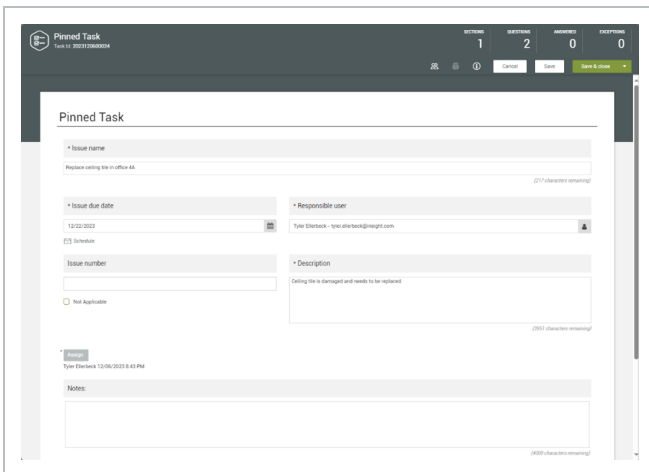 Pinned Task
Task Id: 2023120600024
SECTIONS QUESTIONS ANSWERED EXCEPTIONS
1 2 0 0
Cancel Save Save & close
Pinned Task
* Issue name
Replace ceiling tile in office 4A
(217 characters remaining)
* Issue due date * Responsible user
12/22/2023 Tyler Ellerbeck - tyler.ellerbeck@insight.com
Schedule
Issue number * Description
Ceiling tile is damaged and needs to be replaced
Not Applicable
characters remaining)
* Assign
Tyler Ellerbeck 12/06/2023 8:43 PM
Notes:
(4000 characters remaining)